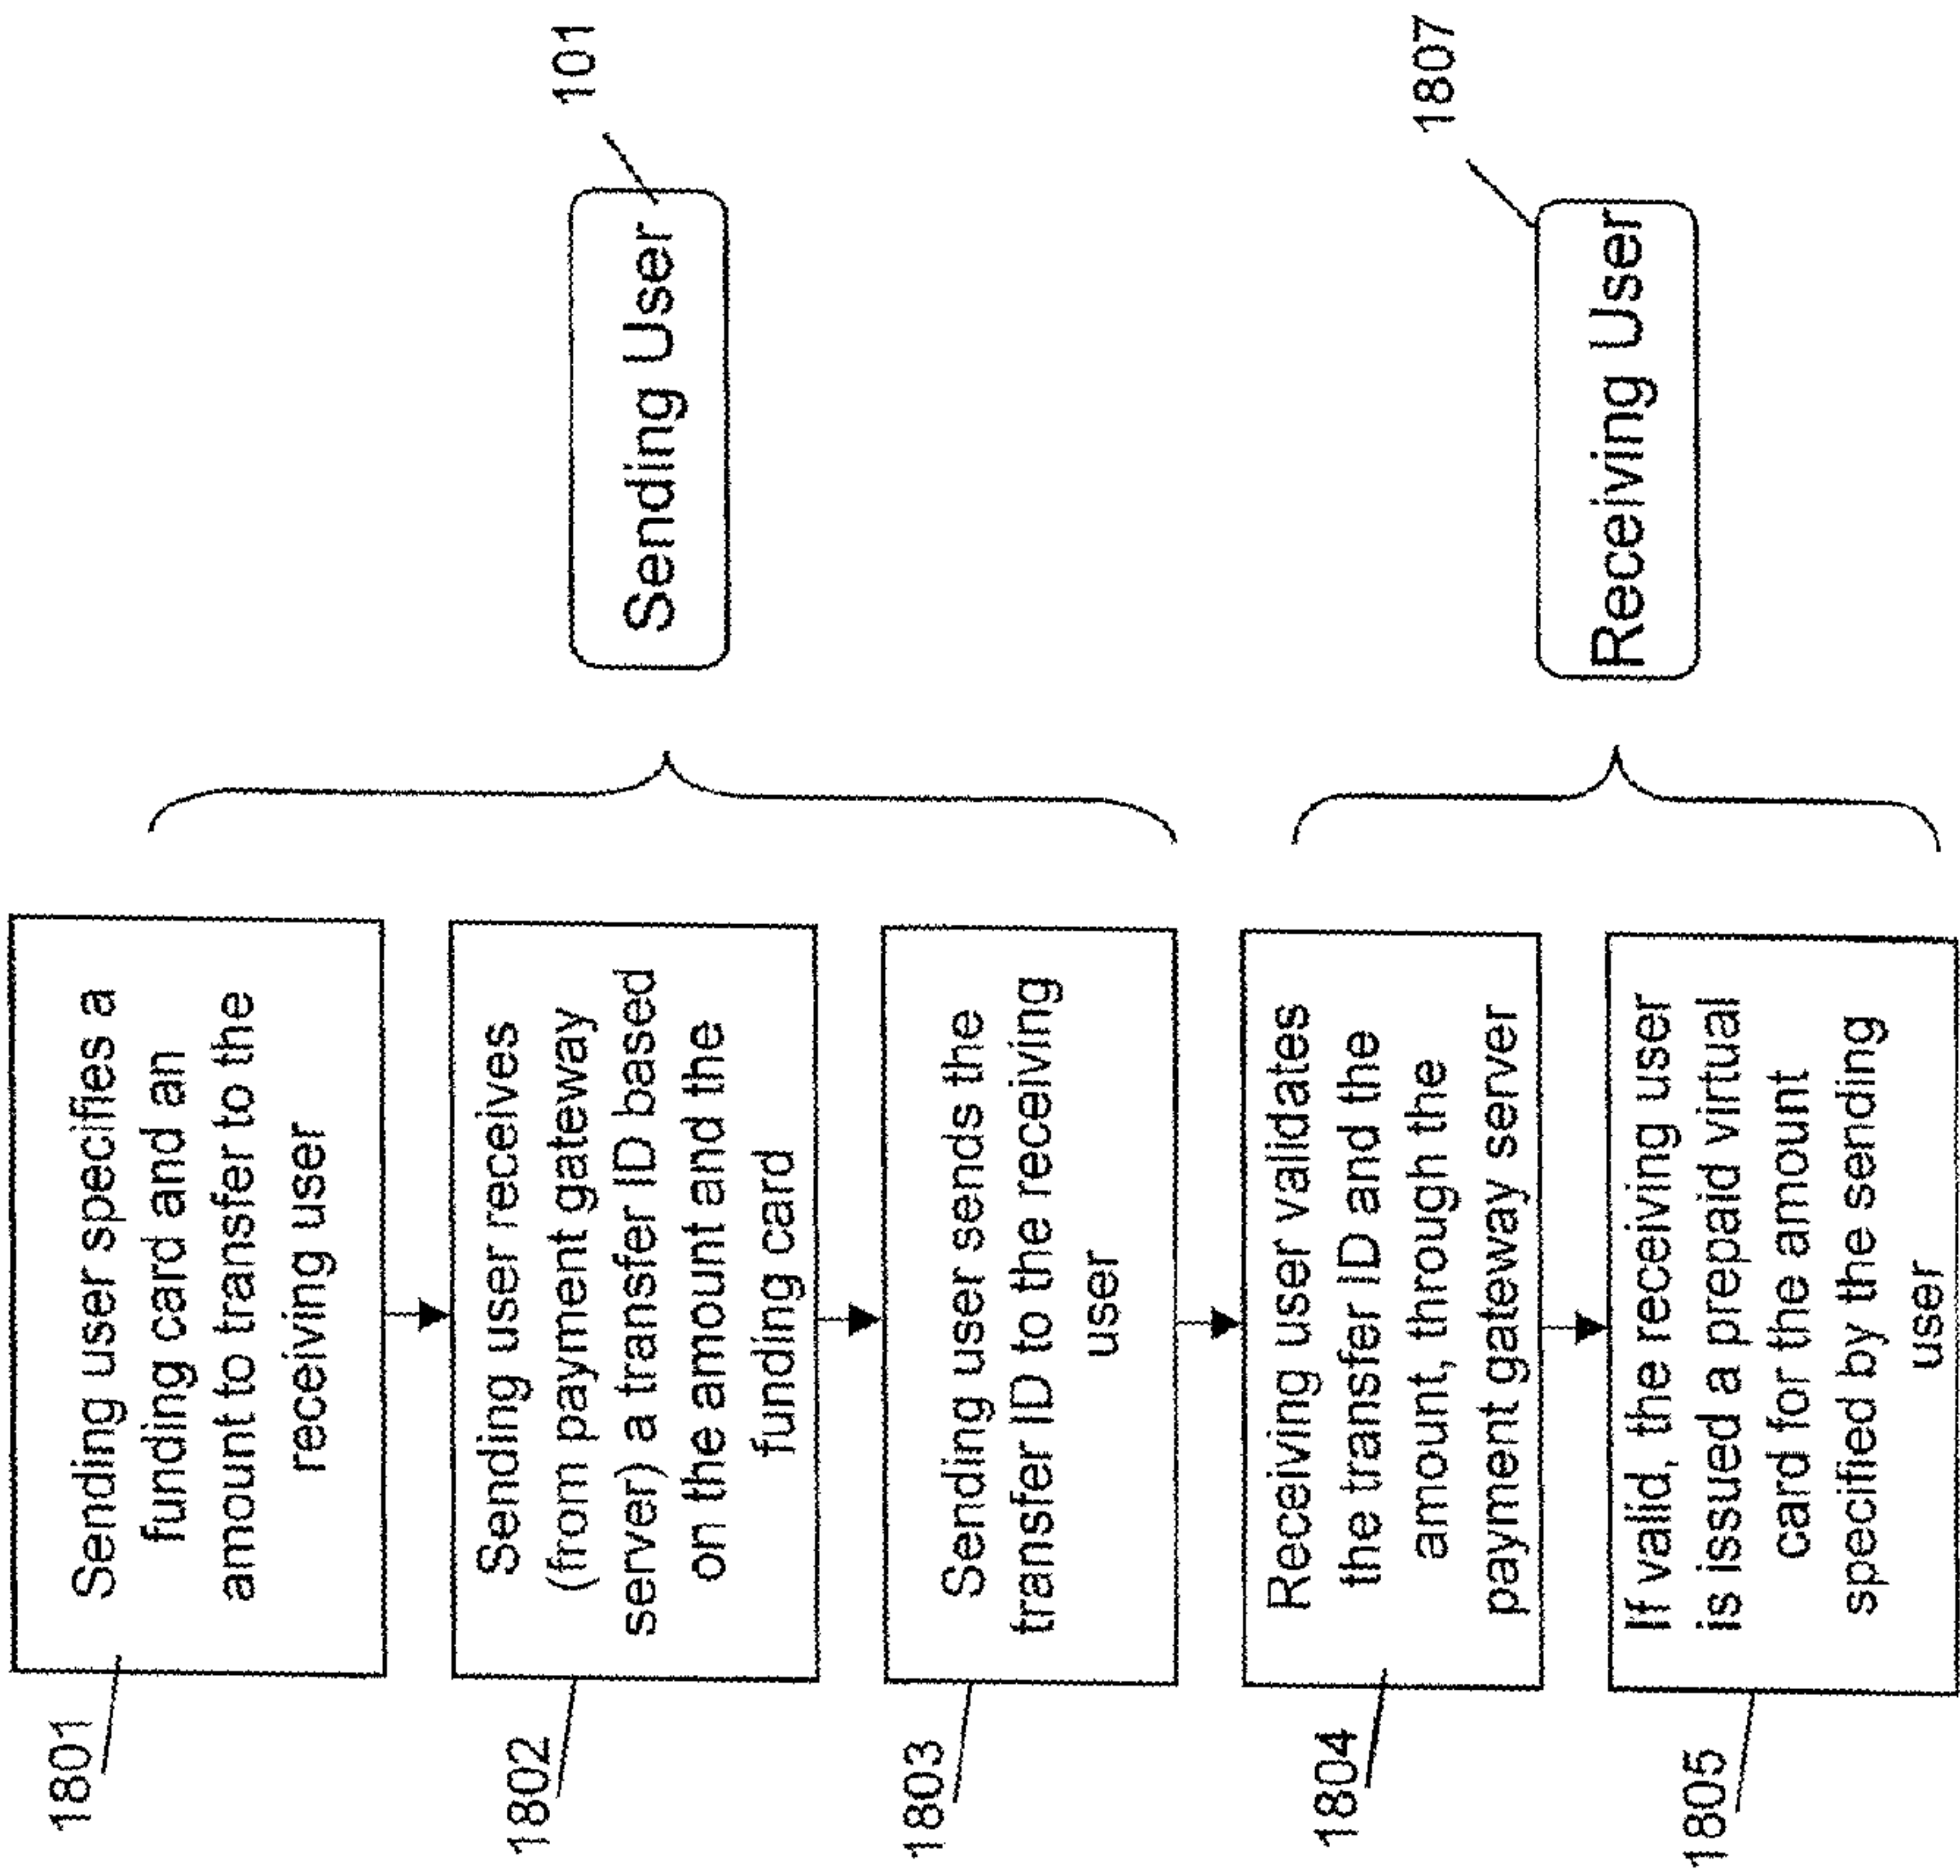 1801
Sending user specifies a
funding card and an
amount to transfer to the
receiving user
1802
Sending user receives
(from payment gateway
server) a transfer ID based
on the amount and the
funding card
1803
Sending user sends the
transfer ID to the receiving
user
Sending User
101
1804
Receiving user validates
the transfer ID and the
amount, through the
payment gateway server
1805
If valid, the receiving user
is issued a prepaid virtual
card for the amount
specified by the sending
user
Receiving User
1807